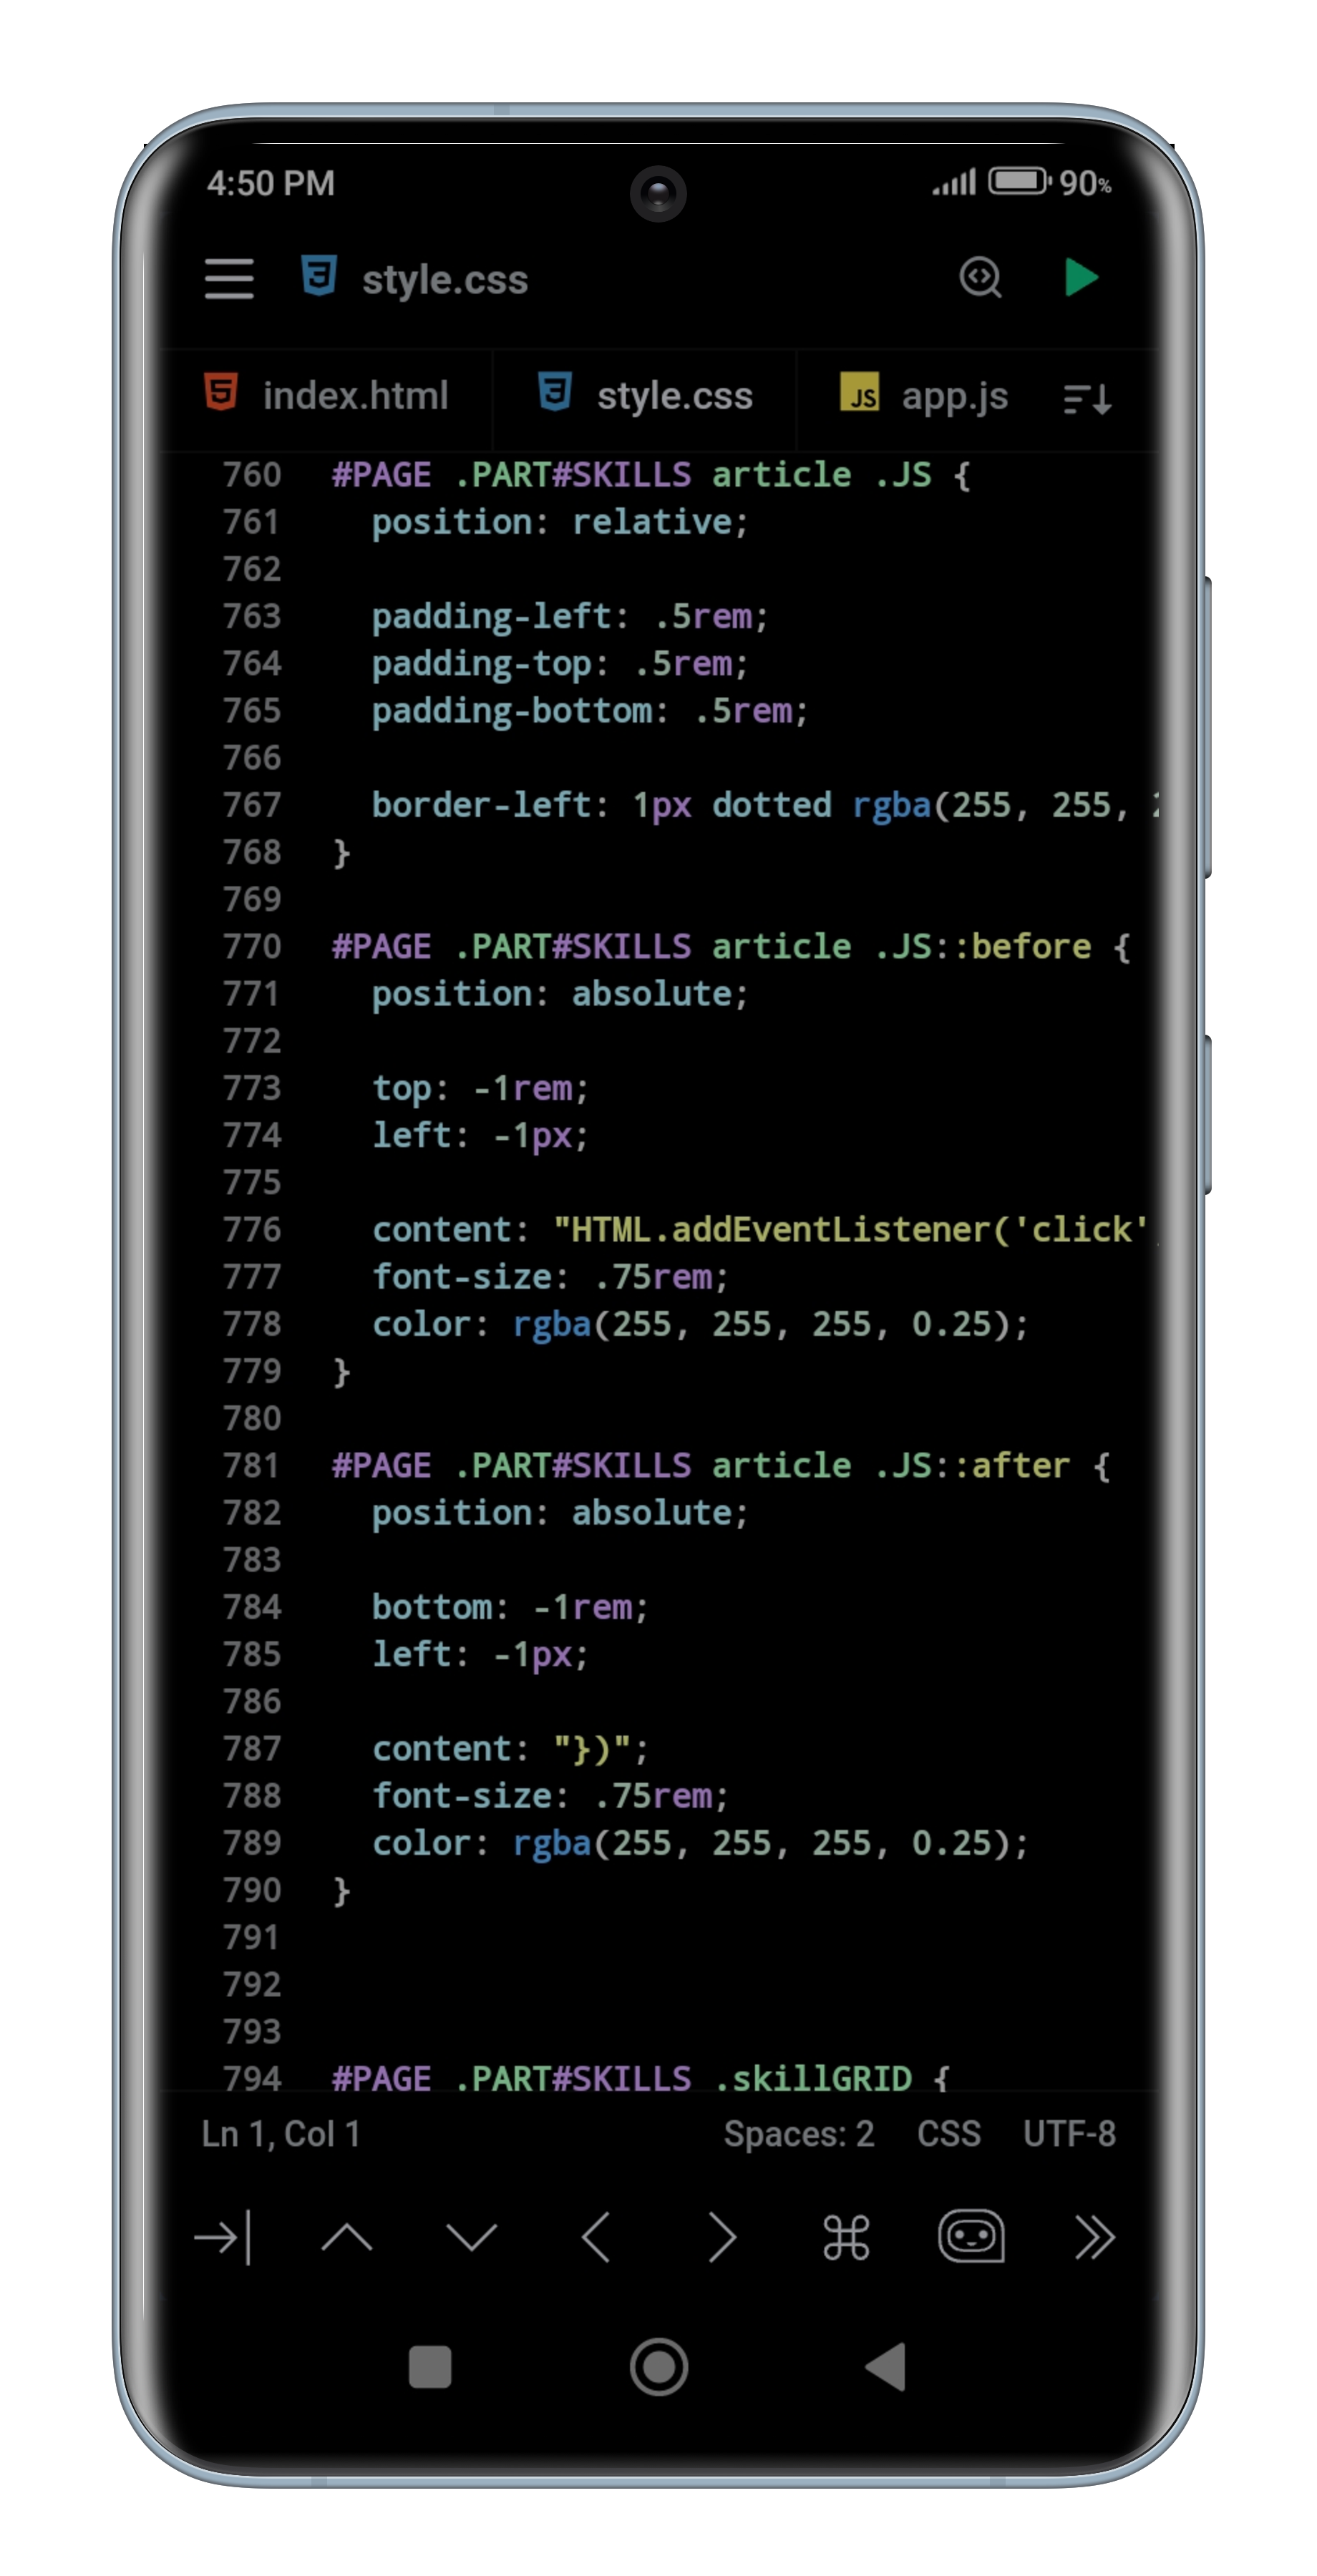 4:50 PM 90%
style.css
index.html style.css JS app.js
760 #PAGE .PART#SKILLS article .JS {
761 position: relative;
762
763 padding-left: .5rem;
764 padding-top: .5rem;
765 padding-bottom: .5rem;
766
767 border-left: 1px dotted rgba(255, 255,
768 }
769
770 #PAGE .PART#SKILLS article .JS::before {
771 position: absolute;
772
773 top: -1rem;
774 left: -1px;
775
776 content: "HTML.addEventListener('click'
777 font-size: .75rem;
778 color: rgba(255, 255, 255, 0.25);
779 }
780
781 #PAGE .PART#SKILLS article .JS::after {
782 position: absolute;
783
784 bottom: -1rem;
785 left: -1px;
786
787 content: "})";
788 font-size: .75rem;
789 color: rgba(255, 255, 255, 0.25);
790 }
791
792
793
794 #PAGE .PART#SKILLS .skillGRID {
Ln 1, Col 1 Spaces: 2 CSS UTF-8